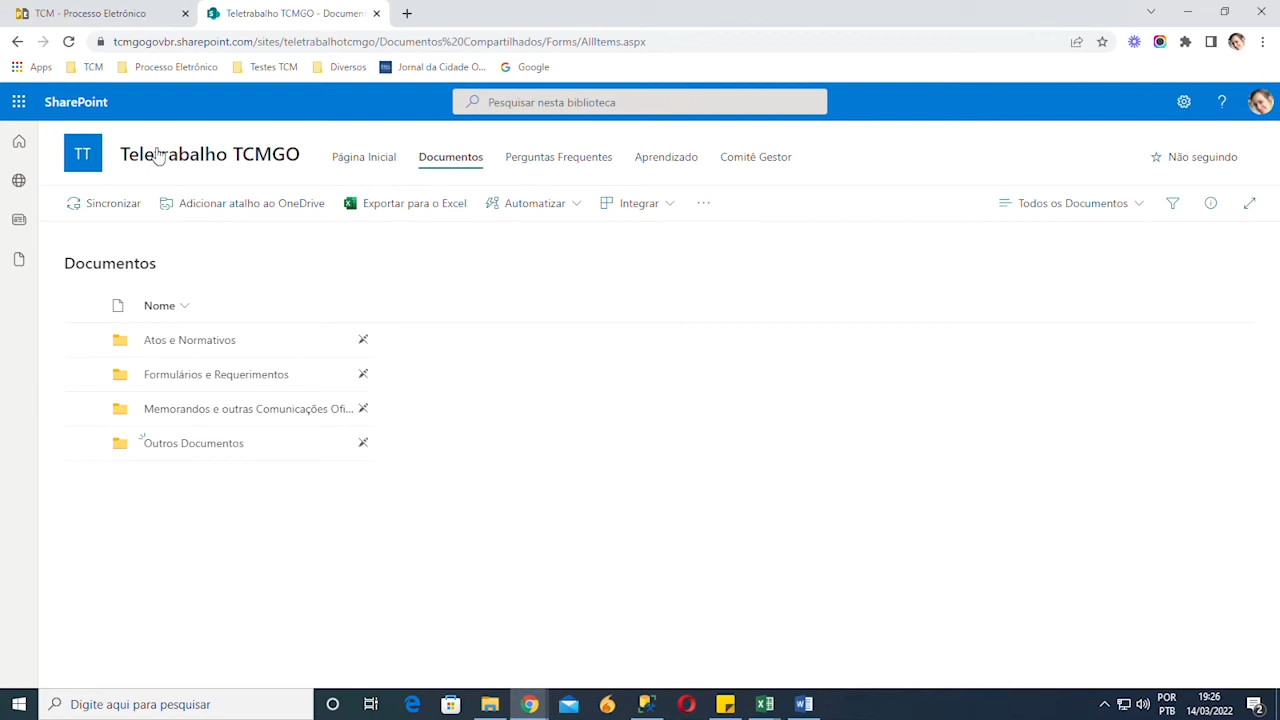 TCM - Processo Eletrônico
Teletrabalho TCMGO - Documen
tcmgogovbr.sharepoint.com/sites/teletrabalhotcmgo/Documentos%20Compartilhados/Forms/AllItems.aspx
Apps TCM Processo Eletrônico Testes TCM Diversos Jornal da Cidade O... Google
SharePoint
Pesquisar nesta biblioteca
TT
Teletrabalho TCMGO
Página Inicial Documentos Perguntas Frequentes Aprendizado Comitê Gestor
Não seguindo
Sincronizar Adicionar atalho ao OneDrive Exportar para o Excel Automatizar Integrar ...
Todos os Documentos
Documentos
Nome
Atos e Normativos
Formulários e Requerimentos
Memorandos e outras Comunicações Ofi...
Outros Documentos
Digite aqui para pesquisar
POR
PTB
19:26
14/03/2022
2